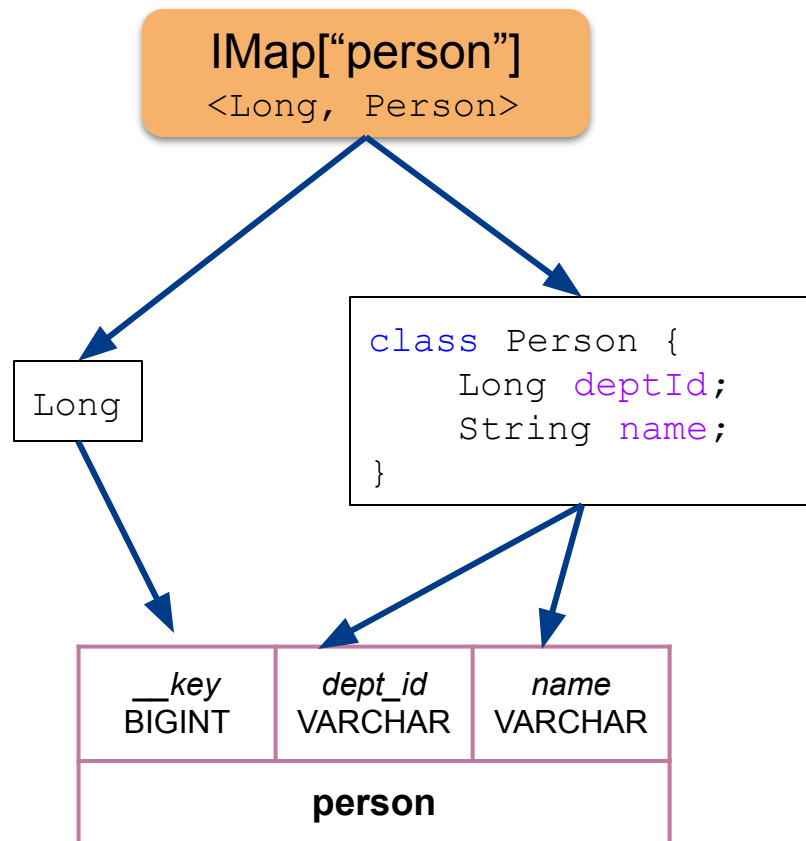 IMap[“person”]
<Long, Person>
Long
class Person {
    Long deptId;
    String name;
}
__key
BIGINT
dept_id
VARCHAR
name
VARCHAR
person